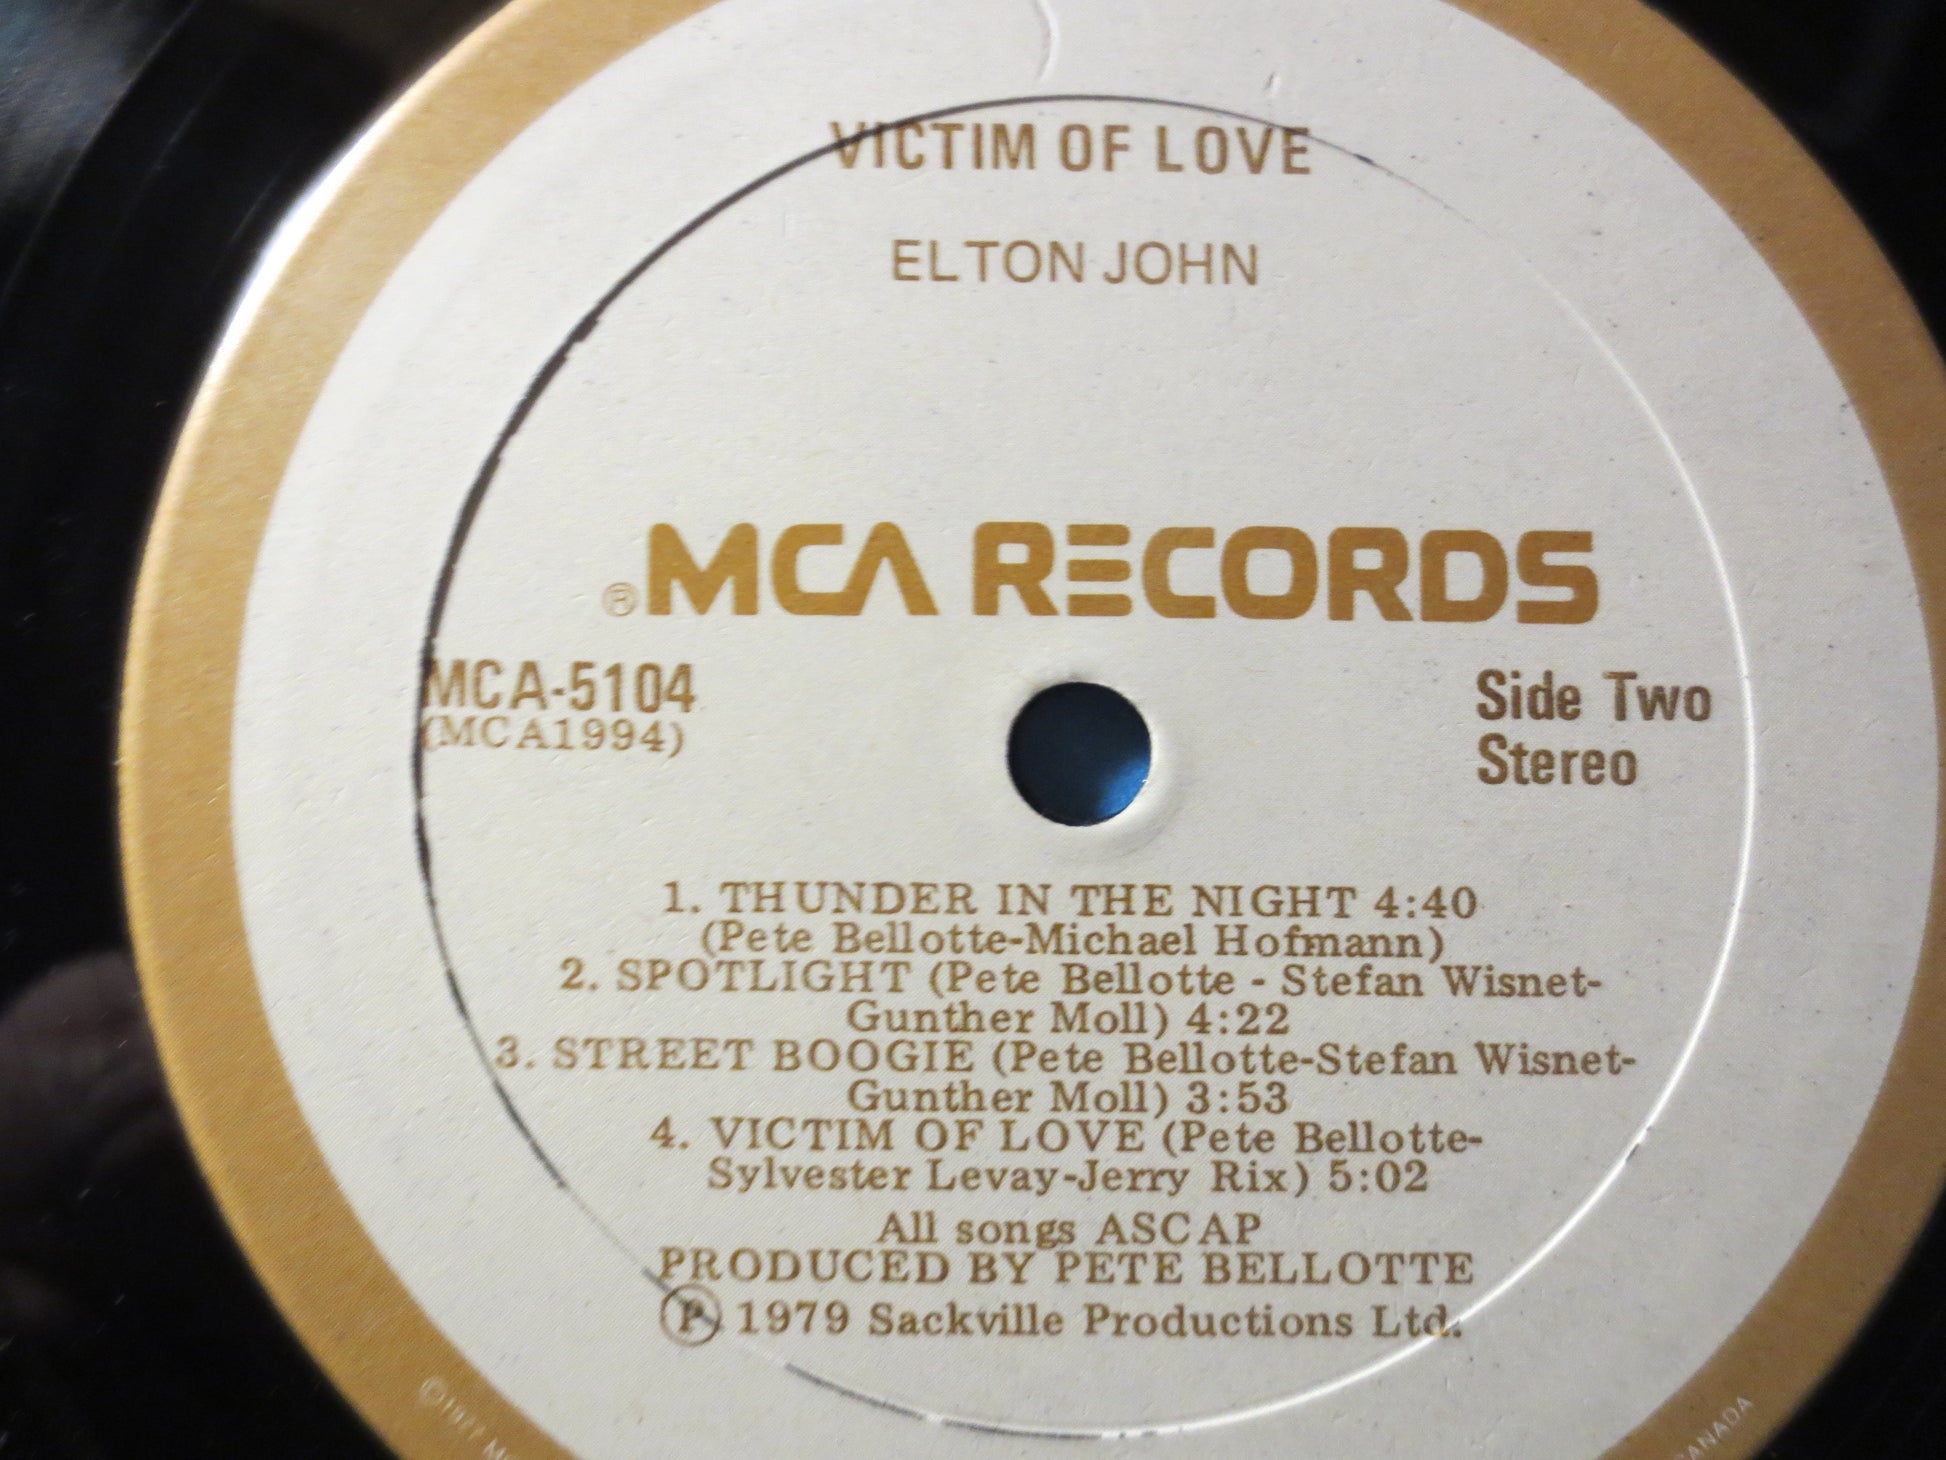 VICTIM OF LOVE
ELTON JOHN
®MCA RECORDS
MCA-5104
(MCA1994)
Side Two
Stereo
1. THUNDER IN THE NIGHT 4:40
(Pete Bellotte-Michael Hofmann)
2. SPOTLIGHT (Pete Bellotte - Stefan Wisnet-
Gunther Moll) 4:22
3. STREET BOOGIE (Pete Bellotte-Stefan Wisnet-
Gunther Moll) 3:53
4. VICTIM OF LOVE (Pete Bellotte-
Sylvester Levay-Jerry Rix) 5:02
All songs ASCAP
PRODUCED BY PETE BELLOTTE
℗ 1979 Sackville Productions Ltd.
©1977
CANADA